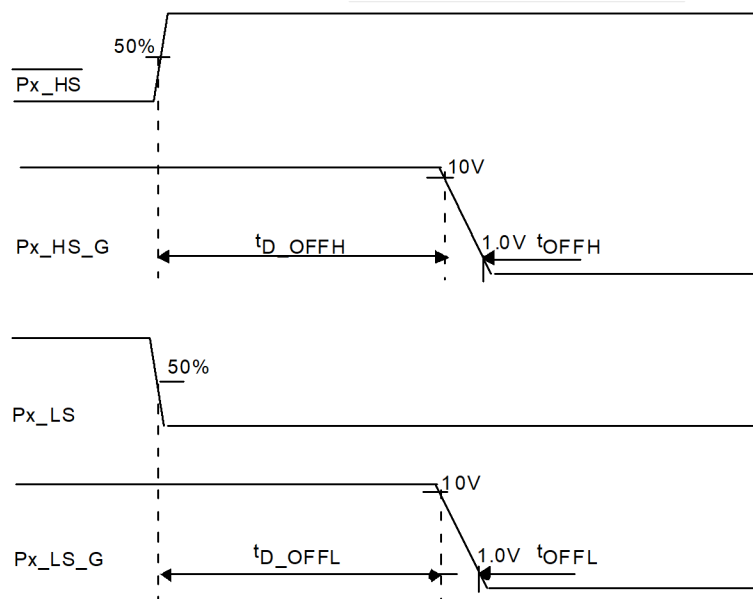 50%
Px_HS
10V
Px_HS_G
tD_OFFH
1.0V tOFFH
50%
Px_LS
10V
Px_LS_G
tD_OFFL
1.0V tOFFL